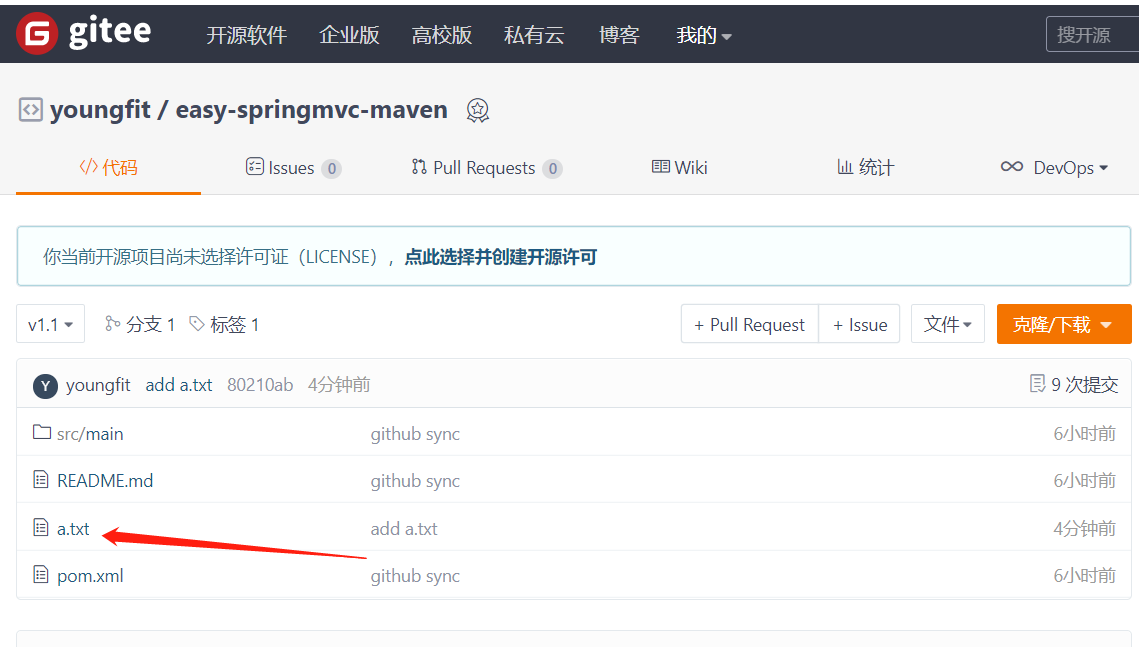 gitee 开源软件 企业版 高校版 私有云 博客 我的 搜开源
youngfit / easy-springmvc-maven
代码 Issues 0 Pull Requests 0 Wiki 统计 DevOps
你当前开源项目尚未选择许可证（LICENSE），点此选择并创建开源许可
v1.1 分支 1 标签 1 + Pull Request + Issue 文件 克隆/下载
Y youngfit add a.txt 80210ab 4分钟前 9 次提交
src/main github sync 6小时前
README.md github sync 6小时前
a.txt add a.txt 4分钟前
pom.xml github sync 6小时前